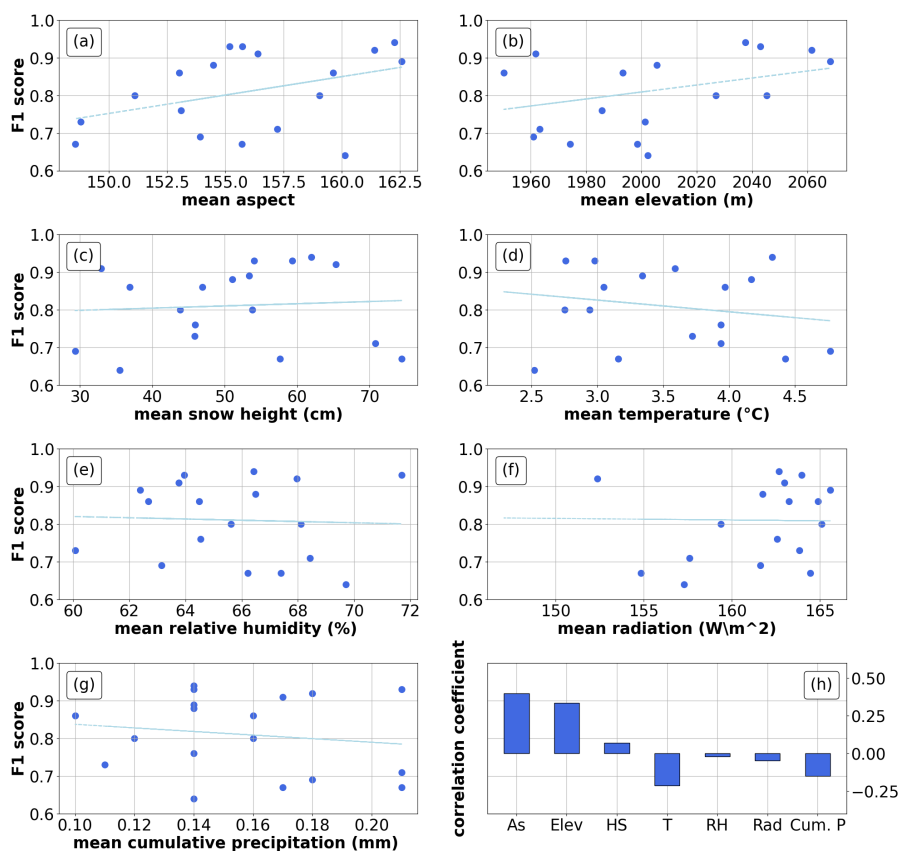 (a)
F1 score
1.0
0.9
0.8
0.7
0.6
150.0 152.5 155.0 157.5 160.0 162.5
mean aspect
(b)
1.0
0.9
0.8
0.7
0.6
1960 1980 2000 2020 2040 2060
mean elevation (m)
(c)
F1 score
1.0
0.9
0.8
0.7
0.6
30 40 50 60 70
mean snow height (cm)
(d)
1.0
0.9
0.8
0.7
0.6
2.5 3.0 3.5 4.0 4.5
mean temperature (°C)
(e)
F1 score
1.0
0.9
0.8
0.7
0.6
60 62 64 66 68 70 72
mean relative humidity (%)
(f)
1.0
0.9
0.8
0.7
0.6
150 155 160 165
mean radiation (W\m^2)
(g)
F1 score
1.0
0.9
0.8
0.7
0.6
0.10 0.12 0.14 0.16 0.18 0.20
mean cumulative precipitation (mm)
(h)
correlation coefficient
0.50
0.25
0.00
−0.25
As Elev HS T RH Rad Cum. P